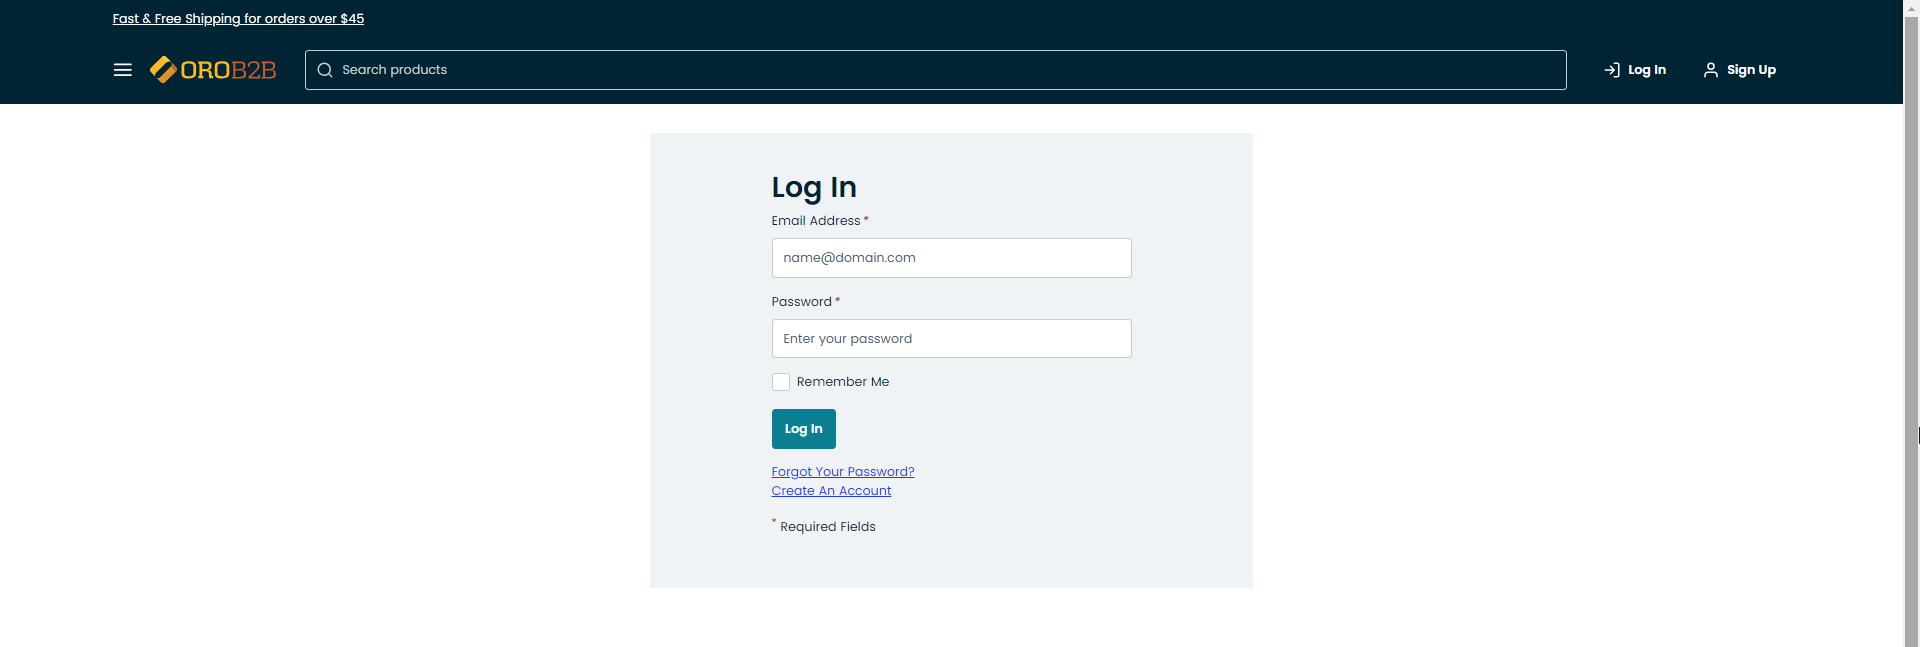 Fast & Free Shipping for orders over $45
OROB2B
Search products
Log In
Sign Up
Log In
Email Address *
name@domain.com
Password *
Enter your password
Remember Me
Log In
Forgot Your Password?
Create An Account
* Required Fields